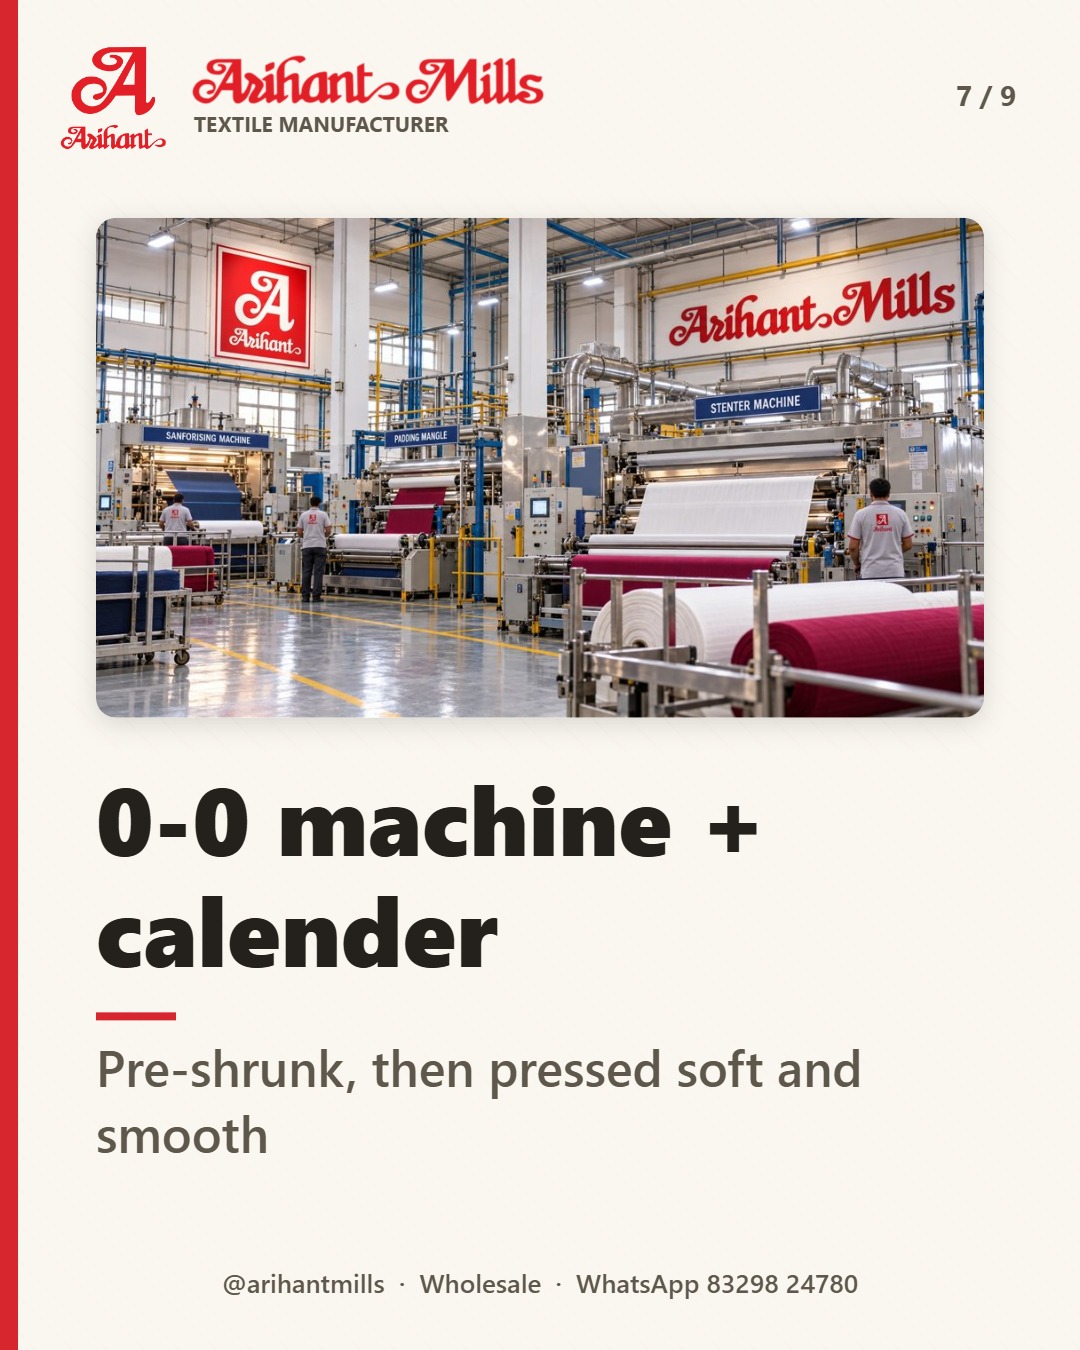 A
Arihant
Arihant Mills
TEXTILE MANUFACTURER
7 / 9
A
Arihant
Arihant Mills
STENTER MACHINE
SANFORISING MACHINE
PADDING MANGLE
0-0 machine +
calender
Pre-shrunk, then pressed soft and
smooth
@arihantmills · Wholesale · WhatsApp 83298 24780